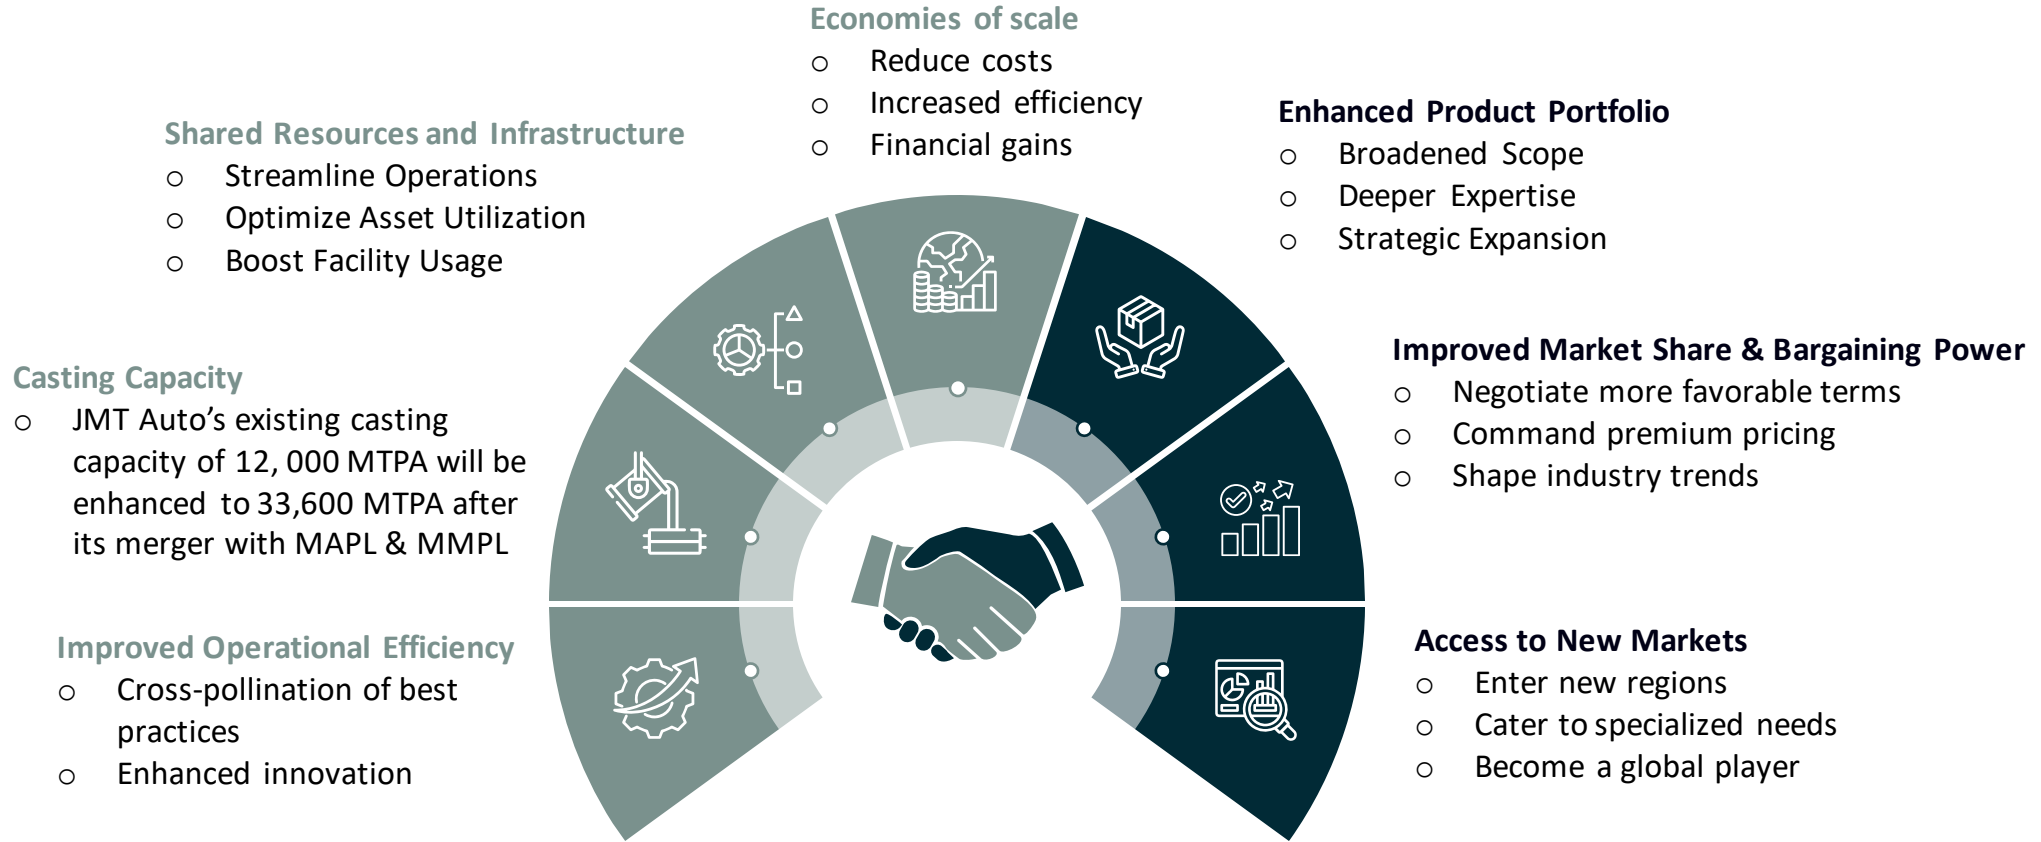 Economies of scale
o Reduce costs
o Increased efficiency
o Financial gains
Shared Resources and Infrastructure
o Streamline Operations
o Optimize Asset Utilization
o Boost Facility Usage
Casting Capacity
o JMT Auto’s existing casting
capacity of 12, 000 MTPA will be
enhanced to 33,600 MTPA after
its merger with MAPL & MMPL
Improved Operational Efficiency
o Cross-pollination of best
practices
o Enhanced innovation
Enhanced Product Portfolio
o Broadened Scope
o Deeper Expertise
o Strategic Expansion
Improved Market Share & Bargaining Power
o Negotiate more favorable terms
o Command premium pricing
o Shape industry trends
Access to New Markets
o Enter new regions
o Cater to specialized needs
o Become a global player